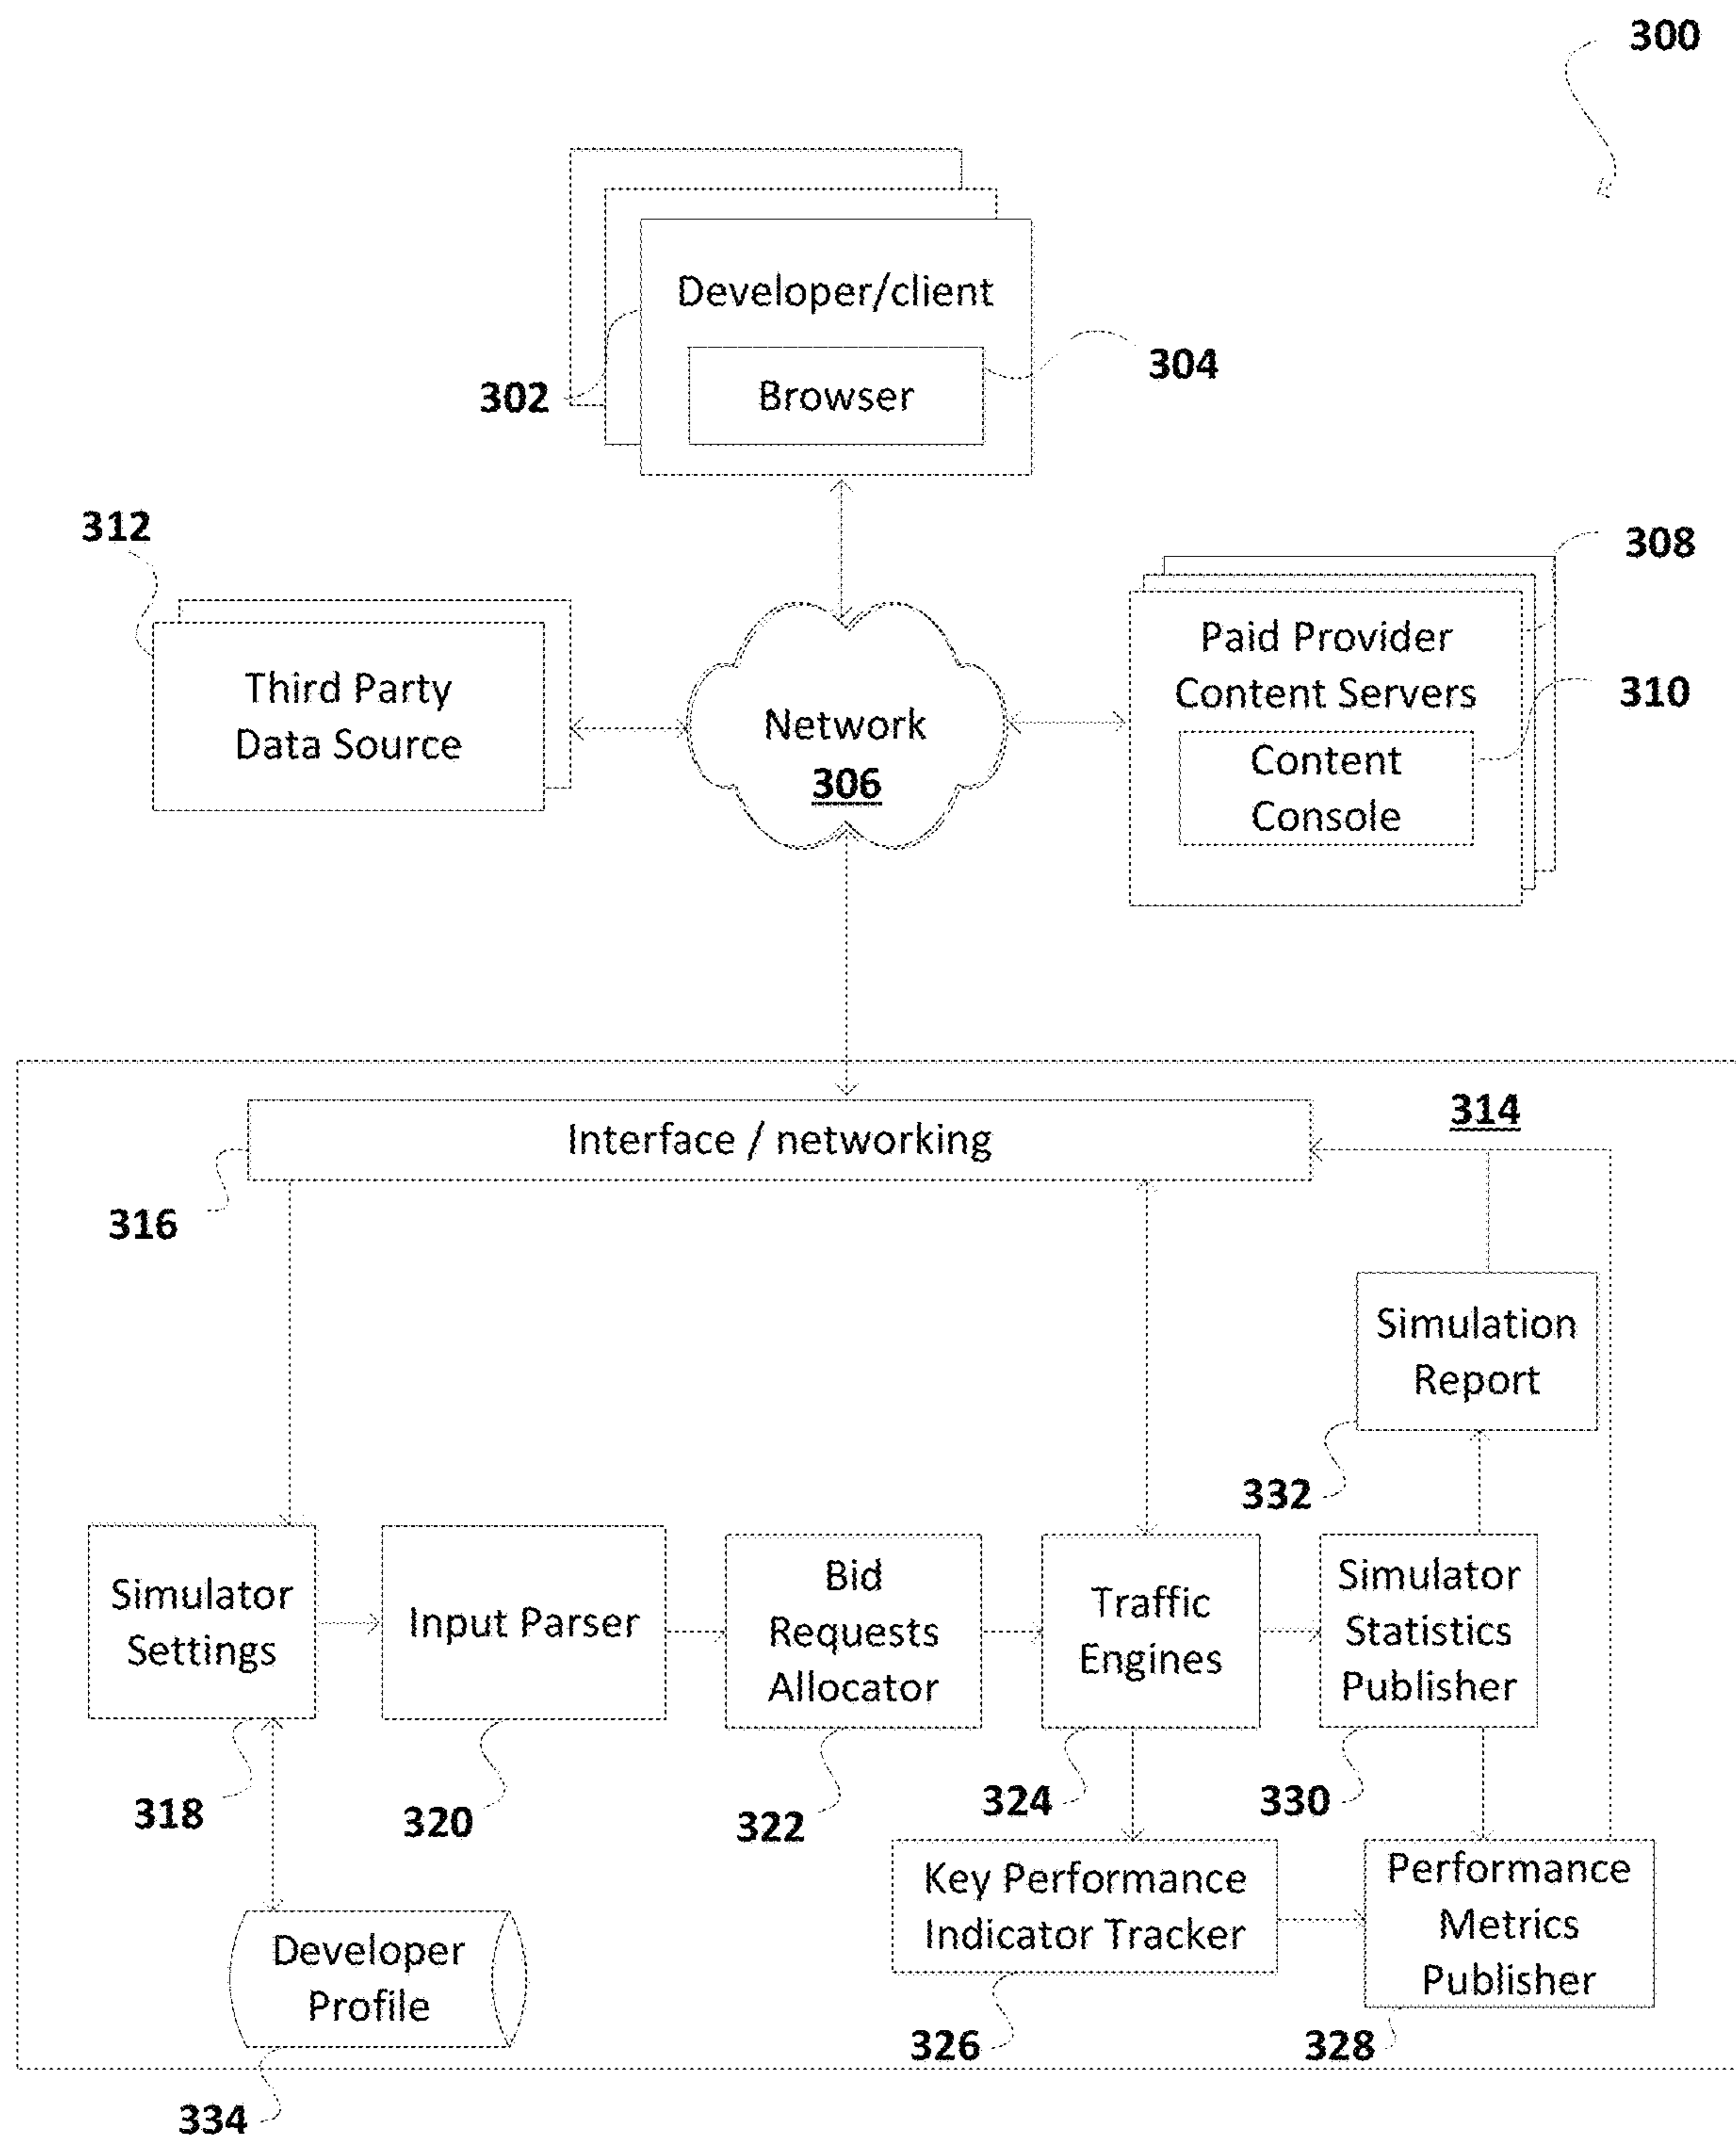 300
Developer/client
304
Browser
302
312
308
Paid Provider
Content Servers
310
Content
Console
Third Party
Data Source
Network
306
314
Interface / networking
316
Simulation
Report
332
Simulator
Settings
Input Parser
Bid
Requests
Allocator
Traffic
Engines
Simulator
Statistics
Publisher
318
320
322
324
330
Key Performance
Indicator Tracker
Performance
Metrics
Publisher
Developer
Profile
326
328
334